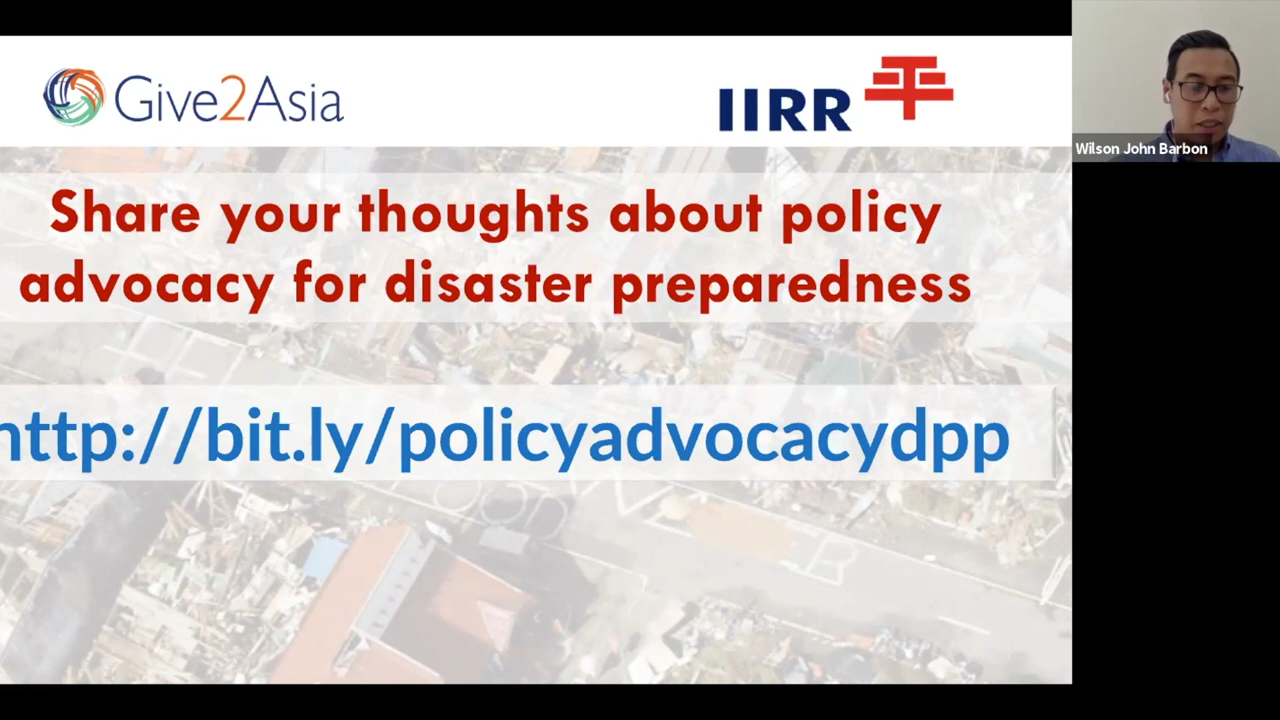 Give2Asia
IIRR
Share your thoughts about policy
advocacy for disaster preparedness
http://bit.ly/policyadvocacydpp
Wilson John Barbon